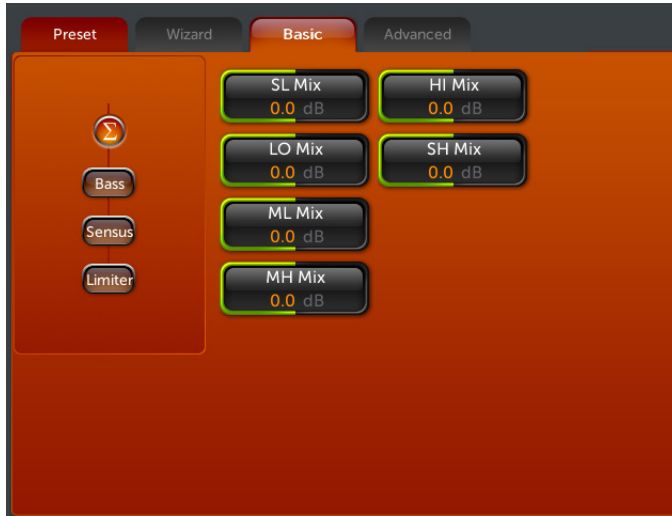 Preset Wizard Basic Advanced
Σ
Bass
Sensus
Limiter
SL Mix
0.0 dB
HI Mix
0.0 dB
LO Mix
0.0 dB
SH Mix
0.0 dB
ML Mix
0.0 dB
MH Mix
0.0 dB